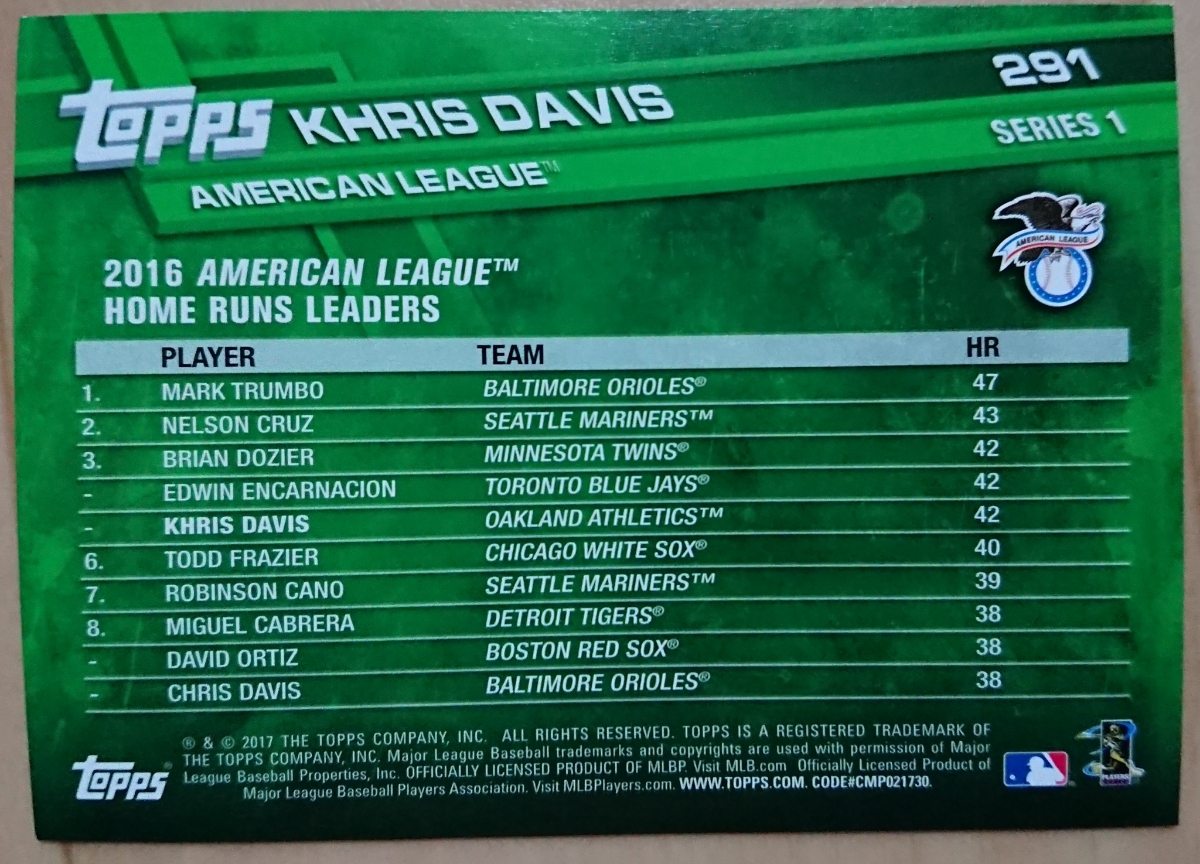 topps KHRIS DAVIS 291
AMERICAN LEAGUE™ SERIES 1
AMERICAN LEAGUE
2016 AMERICAN LEAGUE™
HOME RUNS LEADERS
PLAYER TEAM HR
1. MARK TRUMBO BALTIMORE ORIOLES® 47
2. NELSON CRUZ SEATTLE MARINERS™ 43
3. BRIAN DOZIER MINNESOTA TWINS® 42
- EDWIN ENCARNACION TORONTO BLUE JAYS® 42
- KHRIS DAVIS OAKLAND ATHLETICS™ 42
6. TODD FRAZIER CHICAGO WHITE SOX® 40
7. ROBINSON CANO SEATTLE MARINERS™ 39
8. MIGUEL CABRERA DETROIT TIGERS® 38
- DAVID ORTIZ BOSTON RED SOX® 38
- CHRIS DAVIS BALTIMORE ORIOLES® 38
® & © 2017 THE TOPPS COMPANY, INC. ALL RIGHTS RESERVED. TOPPS IS A REGISTERED TRADEMARK OF
THE TOPPS COMPANY, INC. Major League Baseball trademarks and copyrights are used with permission of Major
League Baseball Properties, Inc. OFFICIALLY LICENSED PRODUCT OF MLBP. Visit MLB.com Officially Licensed Product of
Major League Baseball Players Association. Visit MLBPlayers.com. WWW.TOPPS.COM. CODE#CMP021730.
topps®
PLAYERS